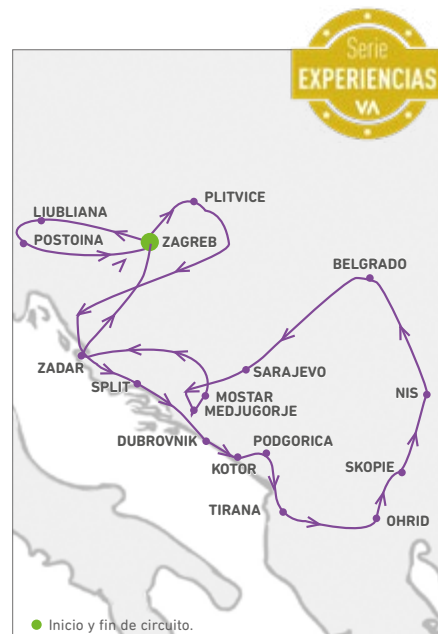 Serie
EXPERIENCIAS
VA
PLITVICE
LIUBLIANA
POSTOINA
ZAGREB
BELGRADO
ZADAR
SARAJEVO
SPLIT
MOSTAR
MEDJUGORJE
NIS
DUBROVNIK
PODGORICA
KOTOR
SKOPIE
TIRANA
OHRID
Inicio y fin de circuito.